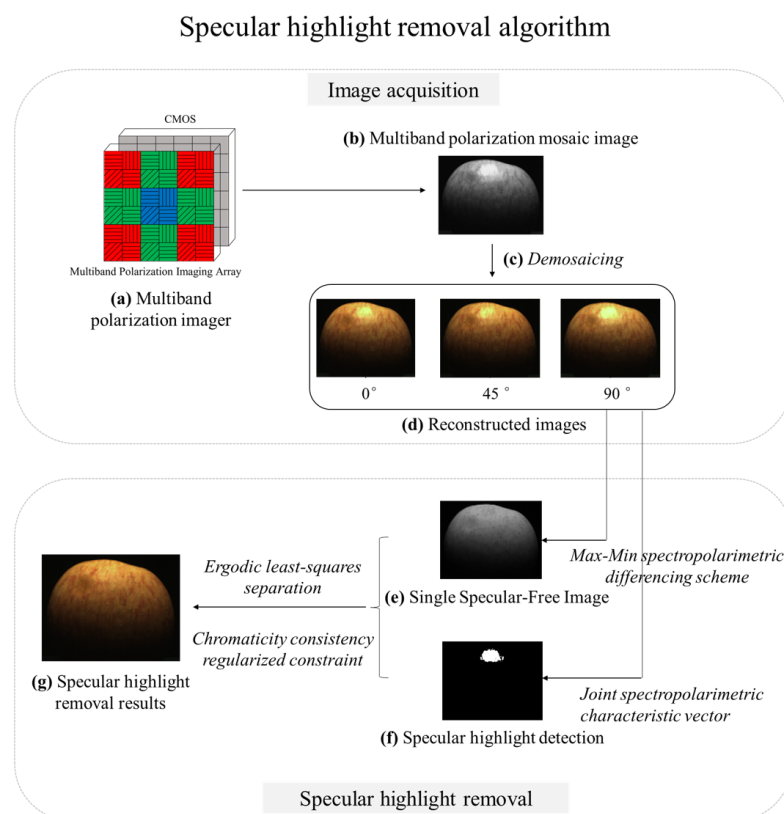 Specular highlight removal algorithm
Image acquisition
CMOS
(b) Multiband polarization mosaic image
Multiband Polarization Imaging Array
(c) Demosaicing
(a) Multiband
polarization imager
0°
45 °
90 °
(d) Reconstructed images
Max-Min spectropolarimetric
differencing scheme
Ergodic least-squares
separation
(e) Single Specular-Free Image
Chromaticity consistency
regularized constraint
(g) Specular highlight
removal results
Joint spectropolarimetric
characteristic vector
(f) Specular highlight detection
Specular highlight removal